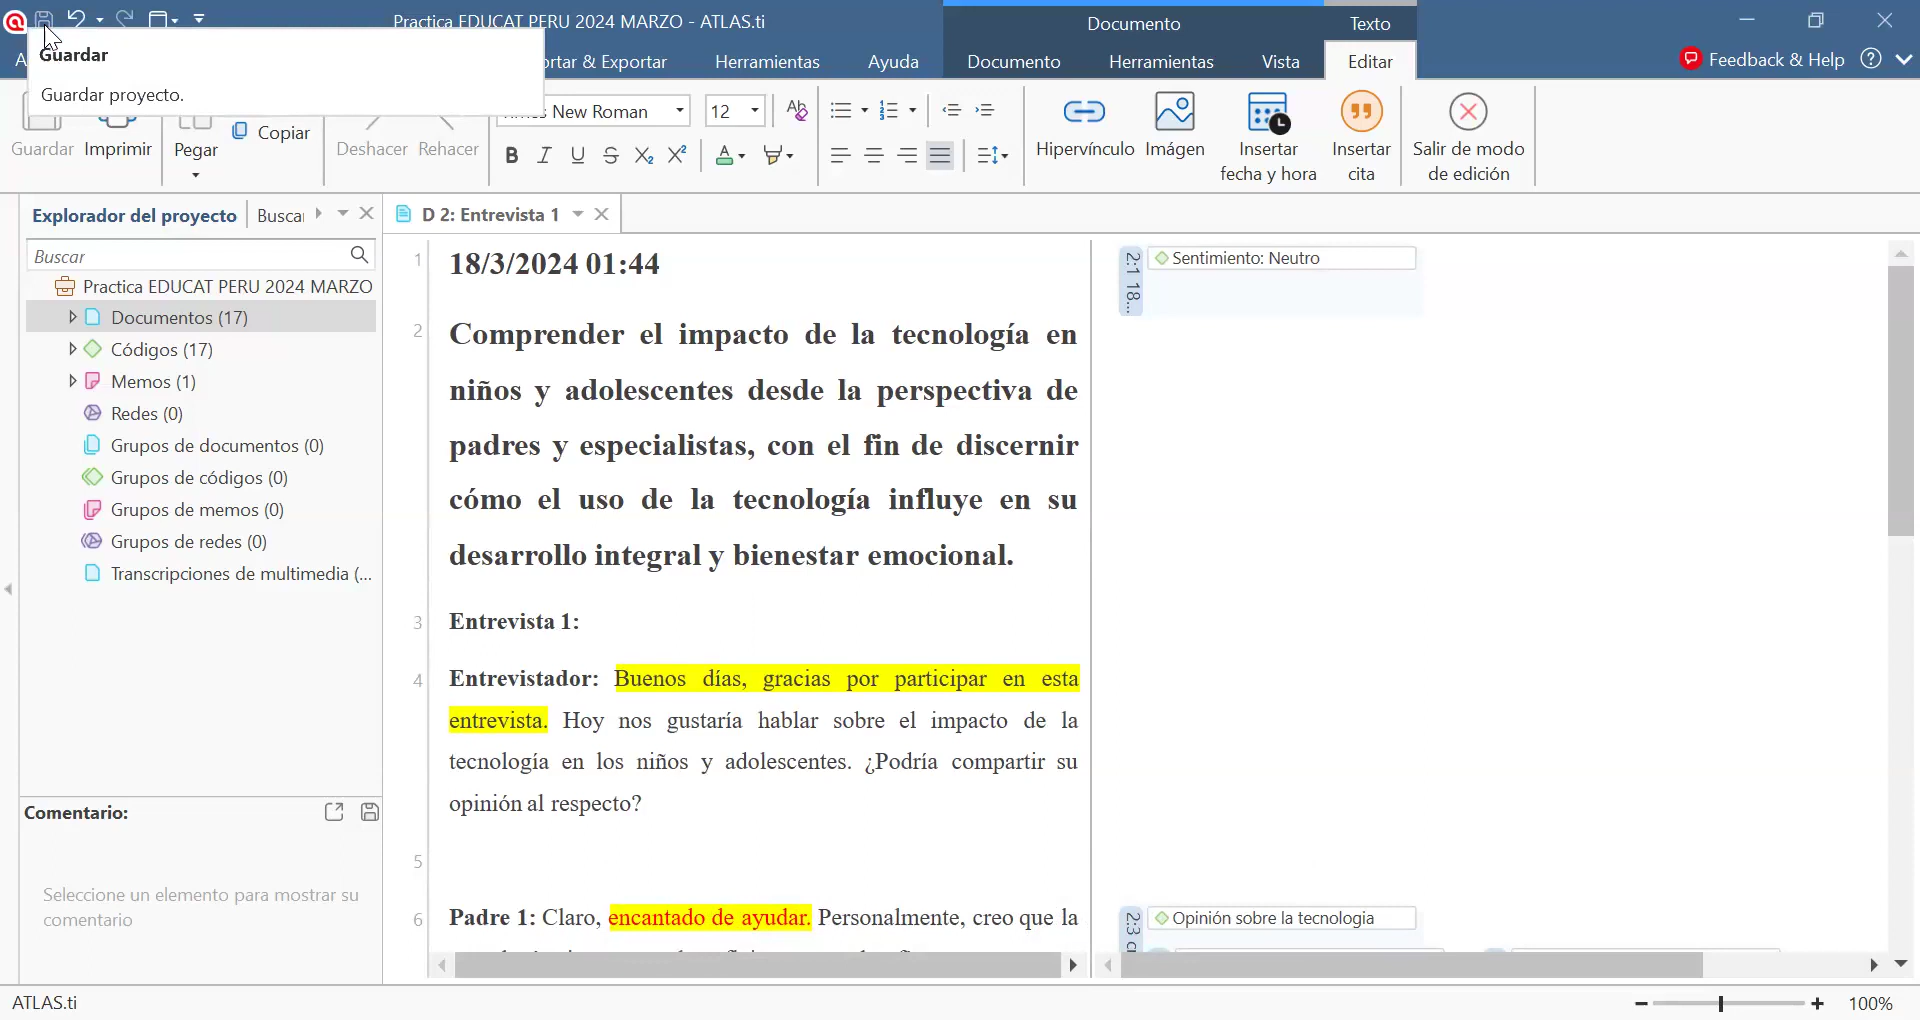 Practica EDUCAT PERU 2024 MARZO - ATLAS.ti
Documento
Texto
Guardar
Guardar proyecto.
ortar & Exportar
Herramientas
Ayuda
Documento
Herramientas
Vista
Editar
Feedback & Help
Guardar
Imprimir
Pegar
Copiar
Deshacer
Rehacer
New Roman
12
Hipervínculo
Imágen
Insertar
fecha y hora
Insertar
cita
Salir de modo
de edición
Explorador del proyecto
Busca
D 2: Entrevista 1
Buscar
Practica EDUCAT PERU 2024 MARZO
Documentos (17)
Códigos (17)
Memos (1)
Redes (0)
Grupos de documentos (0)
Grupos de códigos (0)
Grupos de memos (0)
Grupos de redes (0)
Transcripciones de multimedia (...
Comentario:
Seleccione un elemento para mostrar su
comentario
1 18/3/2024 01:44
2 Comprender el impacto de la tecnología en
niños y adolescentes desde la perspectiva de
padres y especialistas, con el fin de discernir
cómo el uso de la tecnología influye en su
desarrollo integral y bienestar emocional.
3 Entrevista 1:
4 Entrevistador: Buenos días, gracias por participar en esta
entrevista. Hoy nos gustaría hablar sobre el impacto de la
tecnología en los niños y adolescentes. ¿Podría compartir su
opinión al respecto?
5
6 Padre 1: Claro, encantado de ayudar. Personalmente, creo que la
2:1 18...
Sentimiento: Neutro
2:3
Opinión sobre la tecnologia
ATLAS.ti
100%